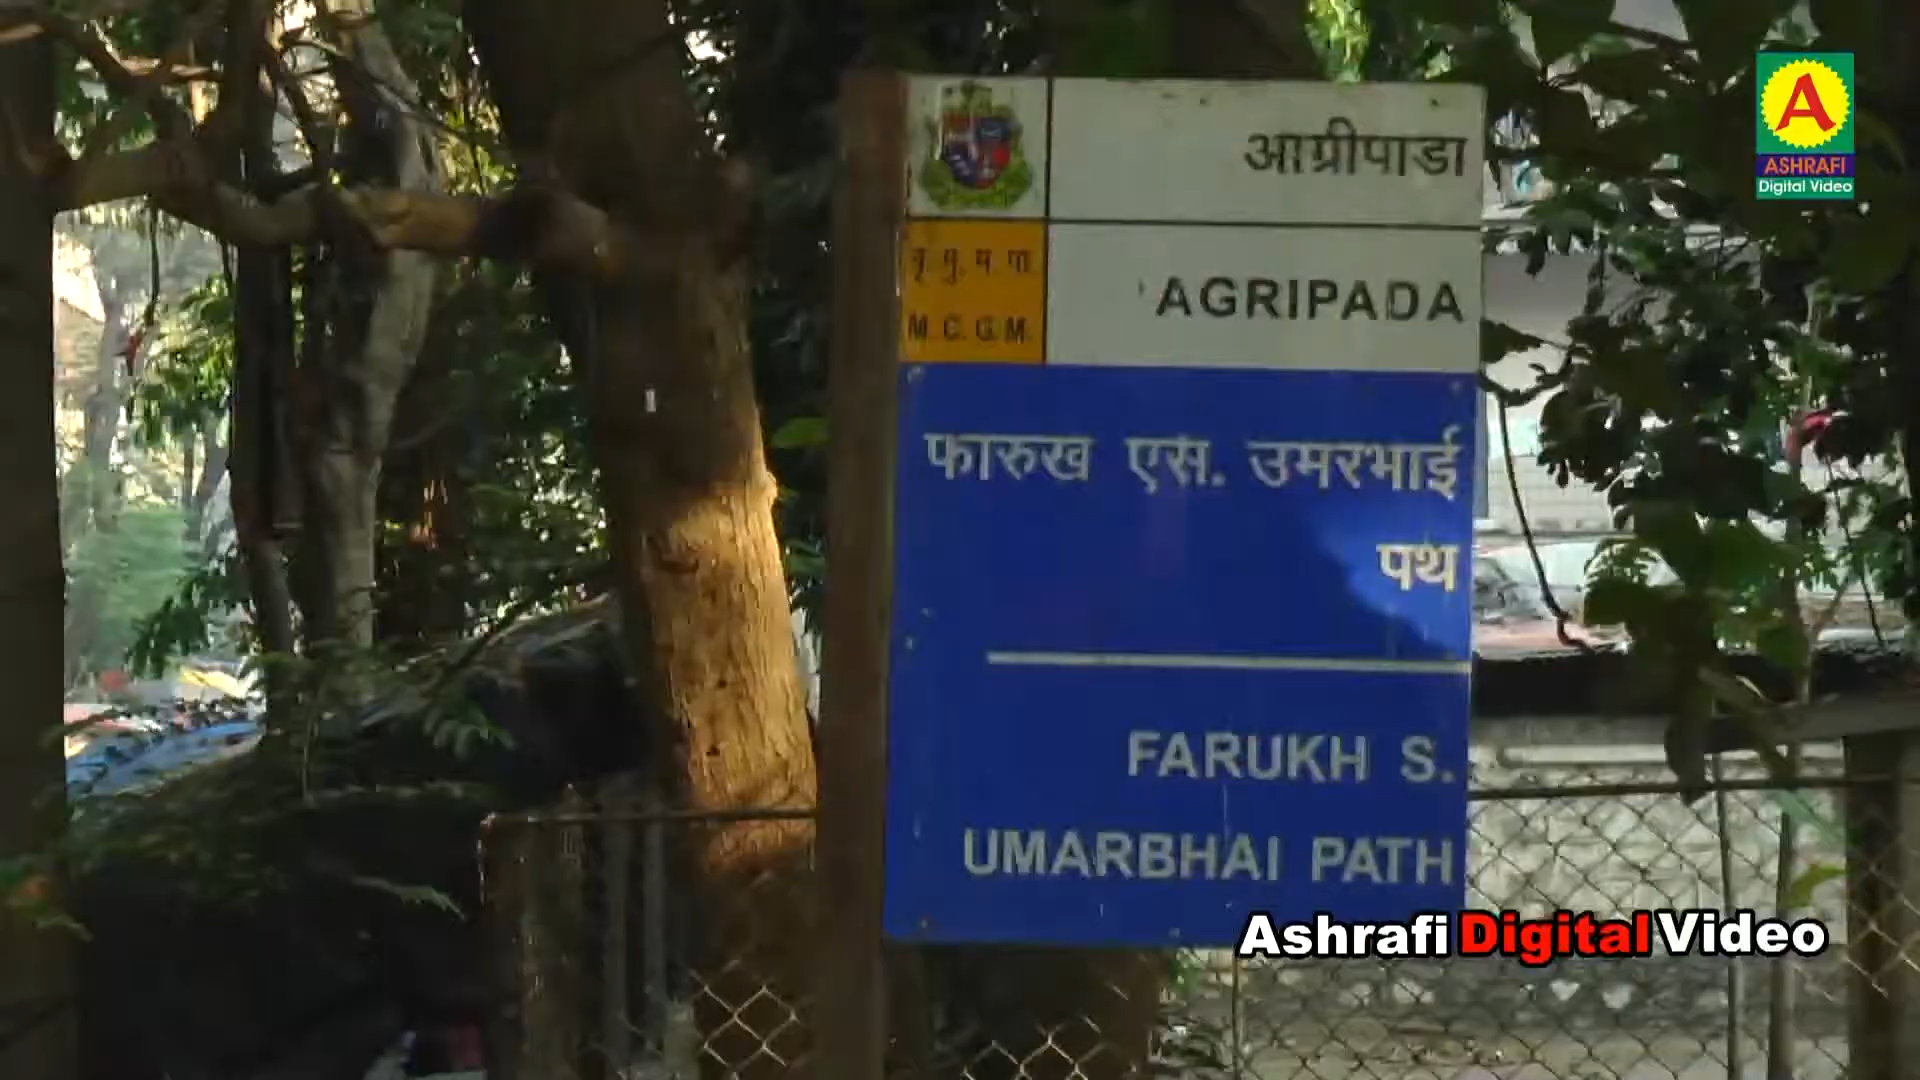 आग्रीपाडा
बृ. मु. म. पा.
AGRIPADA
M. C. G. M.
फारुख एस. उमरभाई
पथ
FARUKH S.
UMARBHAI PATH
A
ASHRAFI
Digital Video
Ashrafi Digital Video